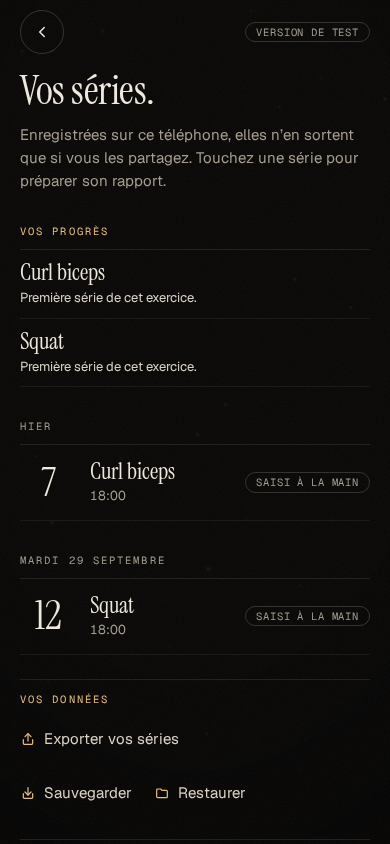 VERSION DE TEST
Vos séries.
Enregistrées sur ce téléphone, elles n'en sortent
que si vous les partagez. Touchez une série pour
préparer son rapport.
VOS PROGRÈS
Curl biceps
Première série de cet exercice.
Squat
Première série de cet exercice.
HIER
7
Curl biceps
18:00
SAISI À LA MAIN
MARDI 29 SEPTEMBRE
12
Squat
18:00
SAISI À LA MAIN
VOS DONNÉES
Exporter vos séries
Sauvegarder
Restaurer